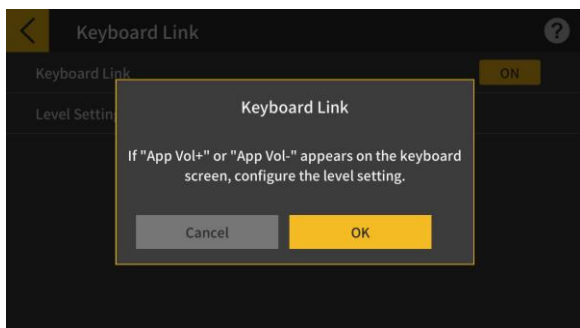 Keyboard Link
?
Keyboard Link
ON
Level Settin
Keyboard Link
If "App Vol+" or "App Vol-" appears on the keyboard
screen, configure the level setting.
Cancel
OK